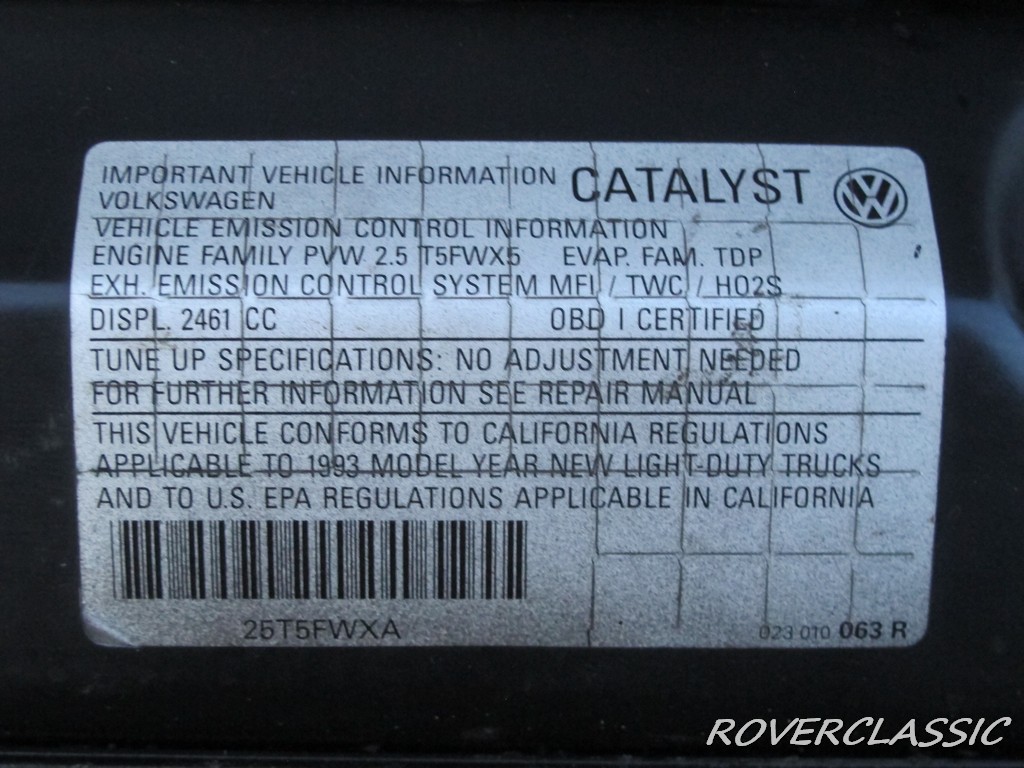 IMPORTANT VEHICLE INFORMATION CATALYST
VOLKSWAGEN
VEHICLE EMISSION CONTROL INFORMATION
ENGINE FAMILY PVW 2.5 T5FWX5 EVAP. FAM. TDP
EXH. EMISSION CONTROL SYSTEM MFI / TWC / HO2S
DISPL. 2461 CC OBD I CERTIFIED
TUNE UP SPECIFICATIONS: NO ADJUSTMENT NEEDED
FOR FURTHER INFORMATION SEE REPAIR MANUAL
THIS VEHICLE CONFORMS TO CALIFORNIA REGULATIONS
APPLICABLE TO 1993 MODEL YEAR NEW LIGHT-DUTY TRUCKS
AND TO U.S. EPA REGULATIONS APPLICABLE IN CALIFORNIA
25T5FWXA 023 010 063 R
ROVERCLASSIC